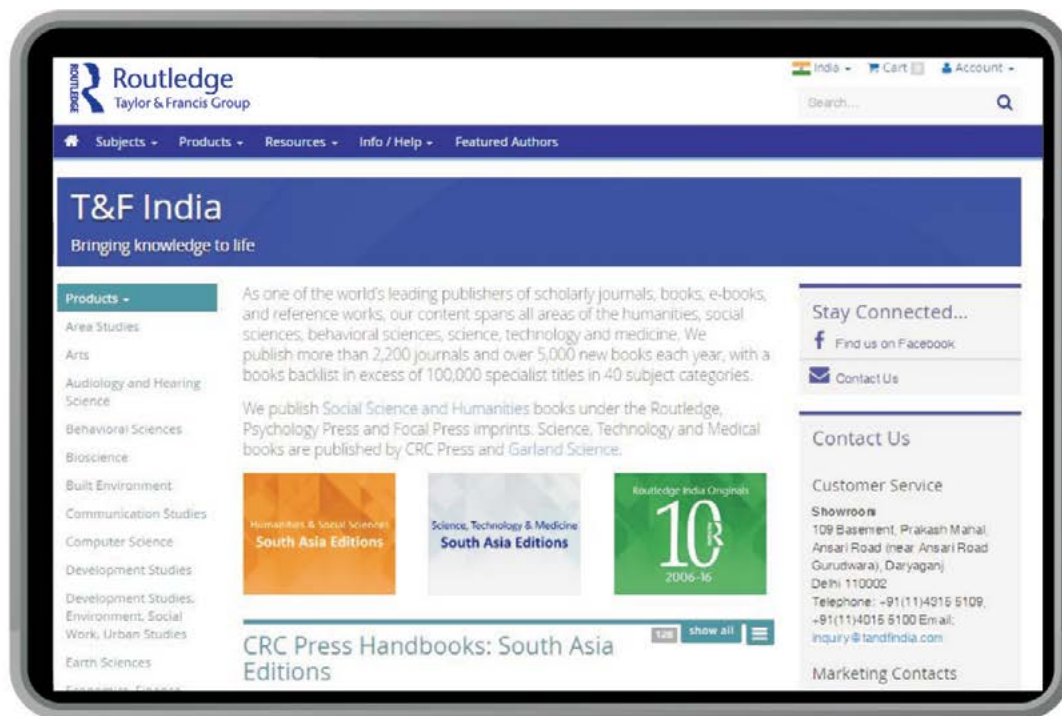 ROUTLEDGE
Routledge
Taylor & Francis Group
India
Cart
Account
Search...
Subjects
Products
Resources
Info / Help
Featured Authors
T&F India
Bringing knowledge to life
Products
Area Studies
Arts
Audiology and Hearing
Science
Behavioral Sciences
Bioscience
Built Environment
Communication Studies
Computer Science
Development Studies
Development Studies,
Environment, Social
Work, Urban Studies
Earth Sciences
Economics, Finance,
As one of the world's leading publishers of scholarly journals, books, e-books,
and reference works, our content spans all areas of the humanities, social
sciences, behavioral sciences, science, technology and medicine. We
publish more than 2,200 journals and over 5,000 new books each year, with a
books backlist in excess of 100,000 specialist titles in 40 subject categories.
We publish Social Science and Humanities books under the Routledge,
Psychology Press and Focal Press imprints. Science, Technology and Medical
books are published by CRC Press and Garland Science.
Humanities & Social Sciences
South Asia Editions
Science, Technology & Medicine
South Asia Editions
Routledge India Originals
10
2006-16
CRC Press Handbooks: South Asia
Editions
128
show all
Stay Connected...
f Find us on Facebook
Contact Us
Contact Us
Customer Service
Showroom
109 Basement, Prakash Mahal,
Ansari Road (near Ansari Road
Gurudwara), Daryaganj
Delhi 110002
Telephone: +91(11)4315 5109,
+91(11)4015 5100 Email:
inquiry@tandfindia.com
Marketing Contacts